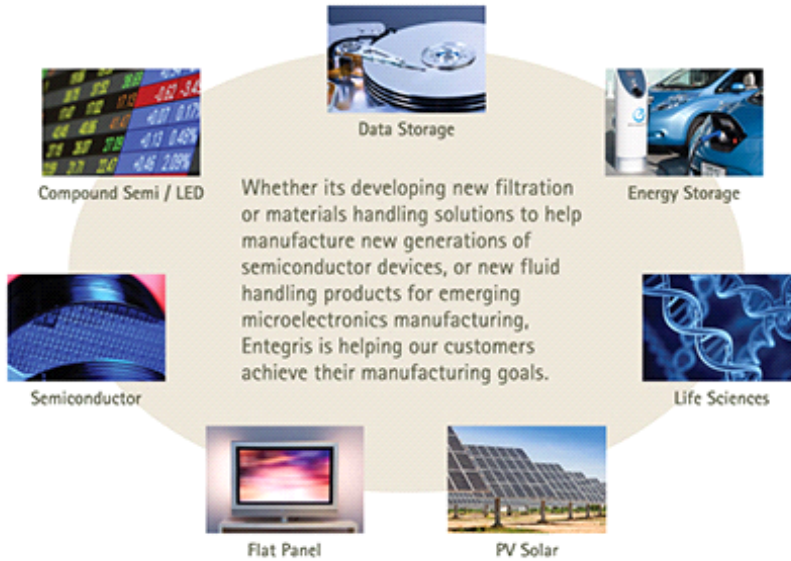 Data Storage
Compound Semi / LED
Energy Storage
Whether its developing new filtration
or materials handling solutions to help
manufacture new generations of
semiconductor devices, or new fluid
handling products for emerging
microelectronics manufacturing,
Entegris is helping our customers
achieve their manufacturing goals.
Semiconductor
Life Sciences
Flat Panel
PV Solar